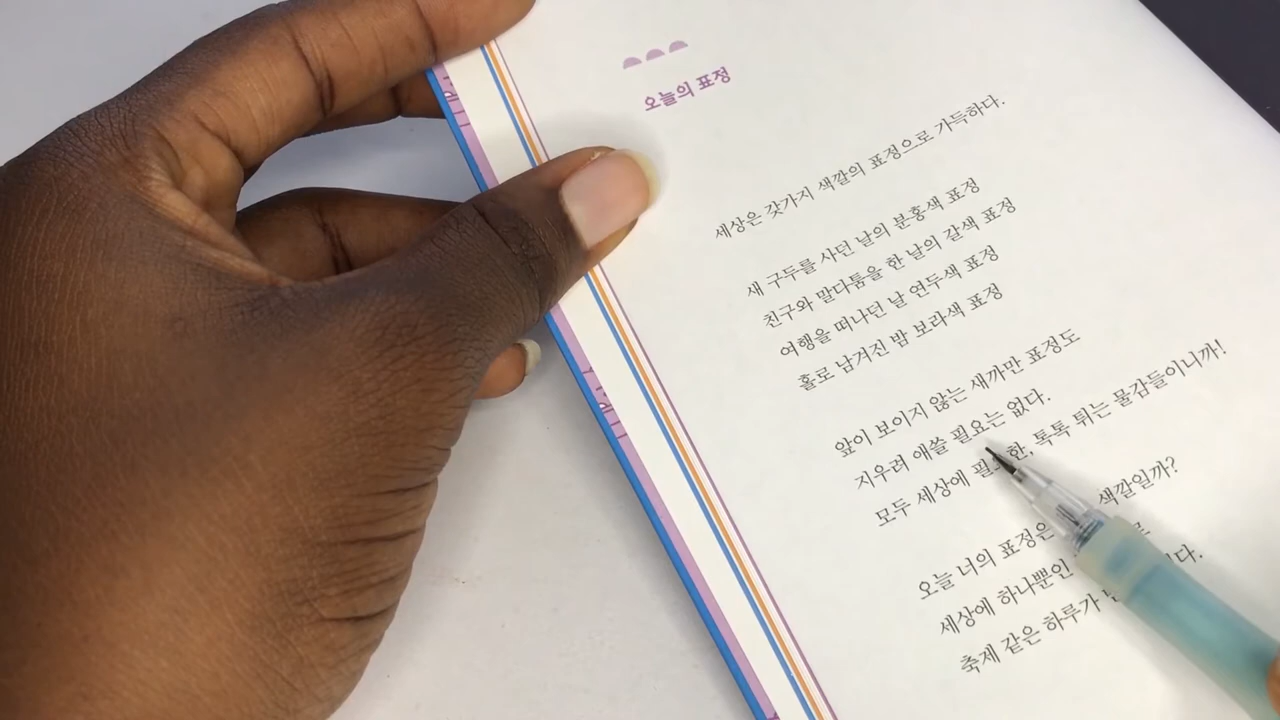 오늘의 표정
세상은 갖가지 색깔의 표정으로 가득하다.
새 구두를 사던 날의 분홍색 표정
친구와 말다툼을 한 날의 갈색 표정
여행을 떠나던 날 연두색 표정
홀로 남겨진 밤 보라색 표정
앞이 보이지 않는 새까만 표정도
지우려 애쓸 필요는 없다.
모두 세상에 톡톡 튀는 물감들이니까!
오늘 너의 표정은 색깔일까?
세상에 하나뿐인
축제 같은 하루가